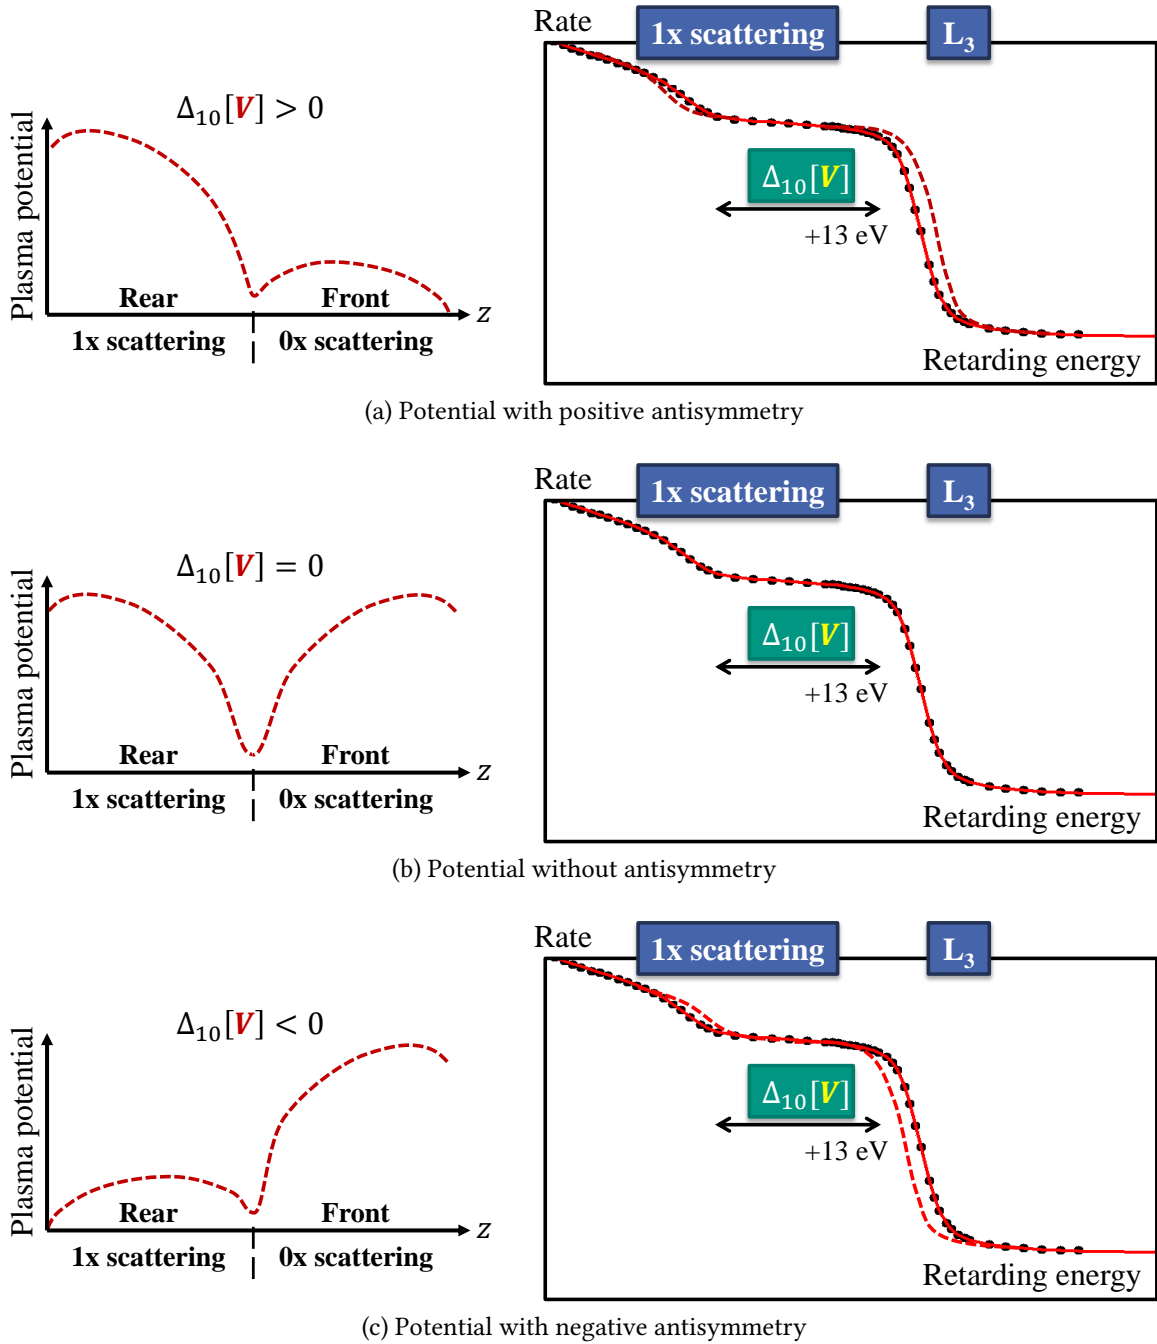 Rate
1x scattering
L₃
Δ₁₀[V] > 0
Plasma potential
Δ₁₀[V]
+13 eV
Rear
Front
z
1x scattering
0x scattering
Retarding energy
(a) Potential with positive antisymmetry
Rate
1x scattering
L₃
Δ₁₀[V] = 0
Plasma potential
Δ₁₀[V]
+13 eV
Rear
Front
z
1x scattering
0x scattering
Retarding energy
(b) Potential without antisymmetry
Rate
1x scattering
L₃
Δ₁₀[V] < 0
Plasma potential
Δ₁₀[V]
+13 eV
Rear
Front
z
1x scattering
0x scattering
Retarding energy
(c) Potential with negative antisymmetry